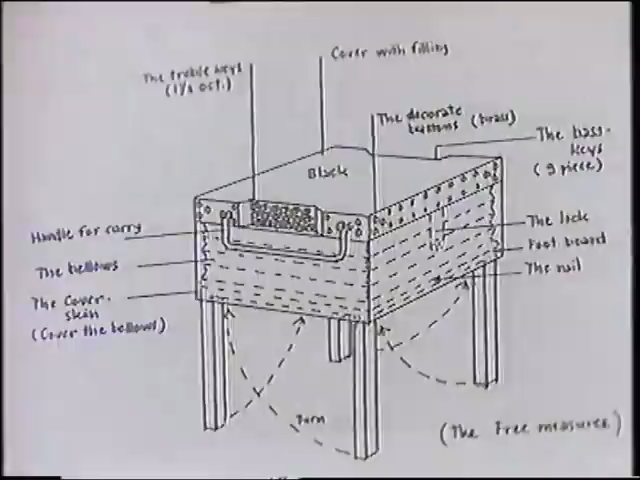 Cover with filling
The treble keys
(1½ oct.)
The decorate
buttons (brass)
The bass-
keys
(9 piece)
Black
Handle for carry
The lock
Foot board
The bellows
The nail
The Cover-
skin
(Cover the bellows)
Turn
(The Free measures)